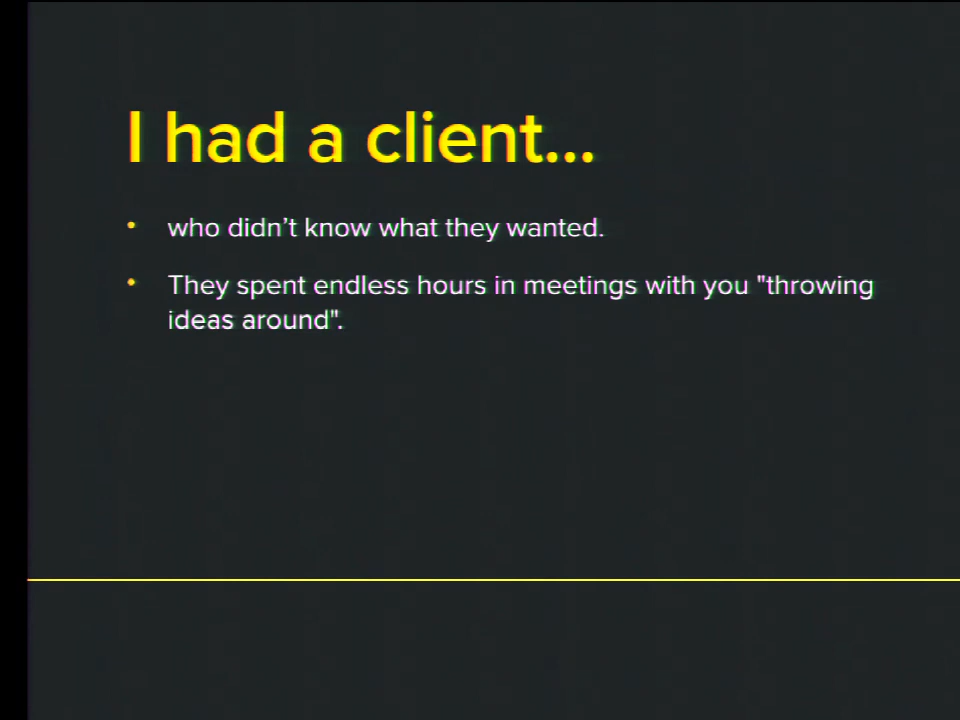 I had a client...
• who didn’t know what they wanted.
• They spent endless hours in meetings with you "throwing
ideas around".